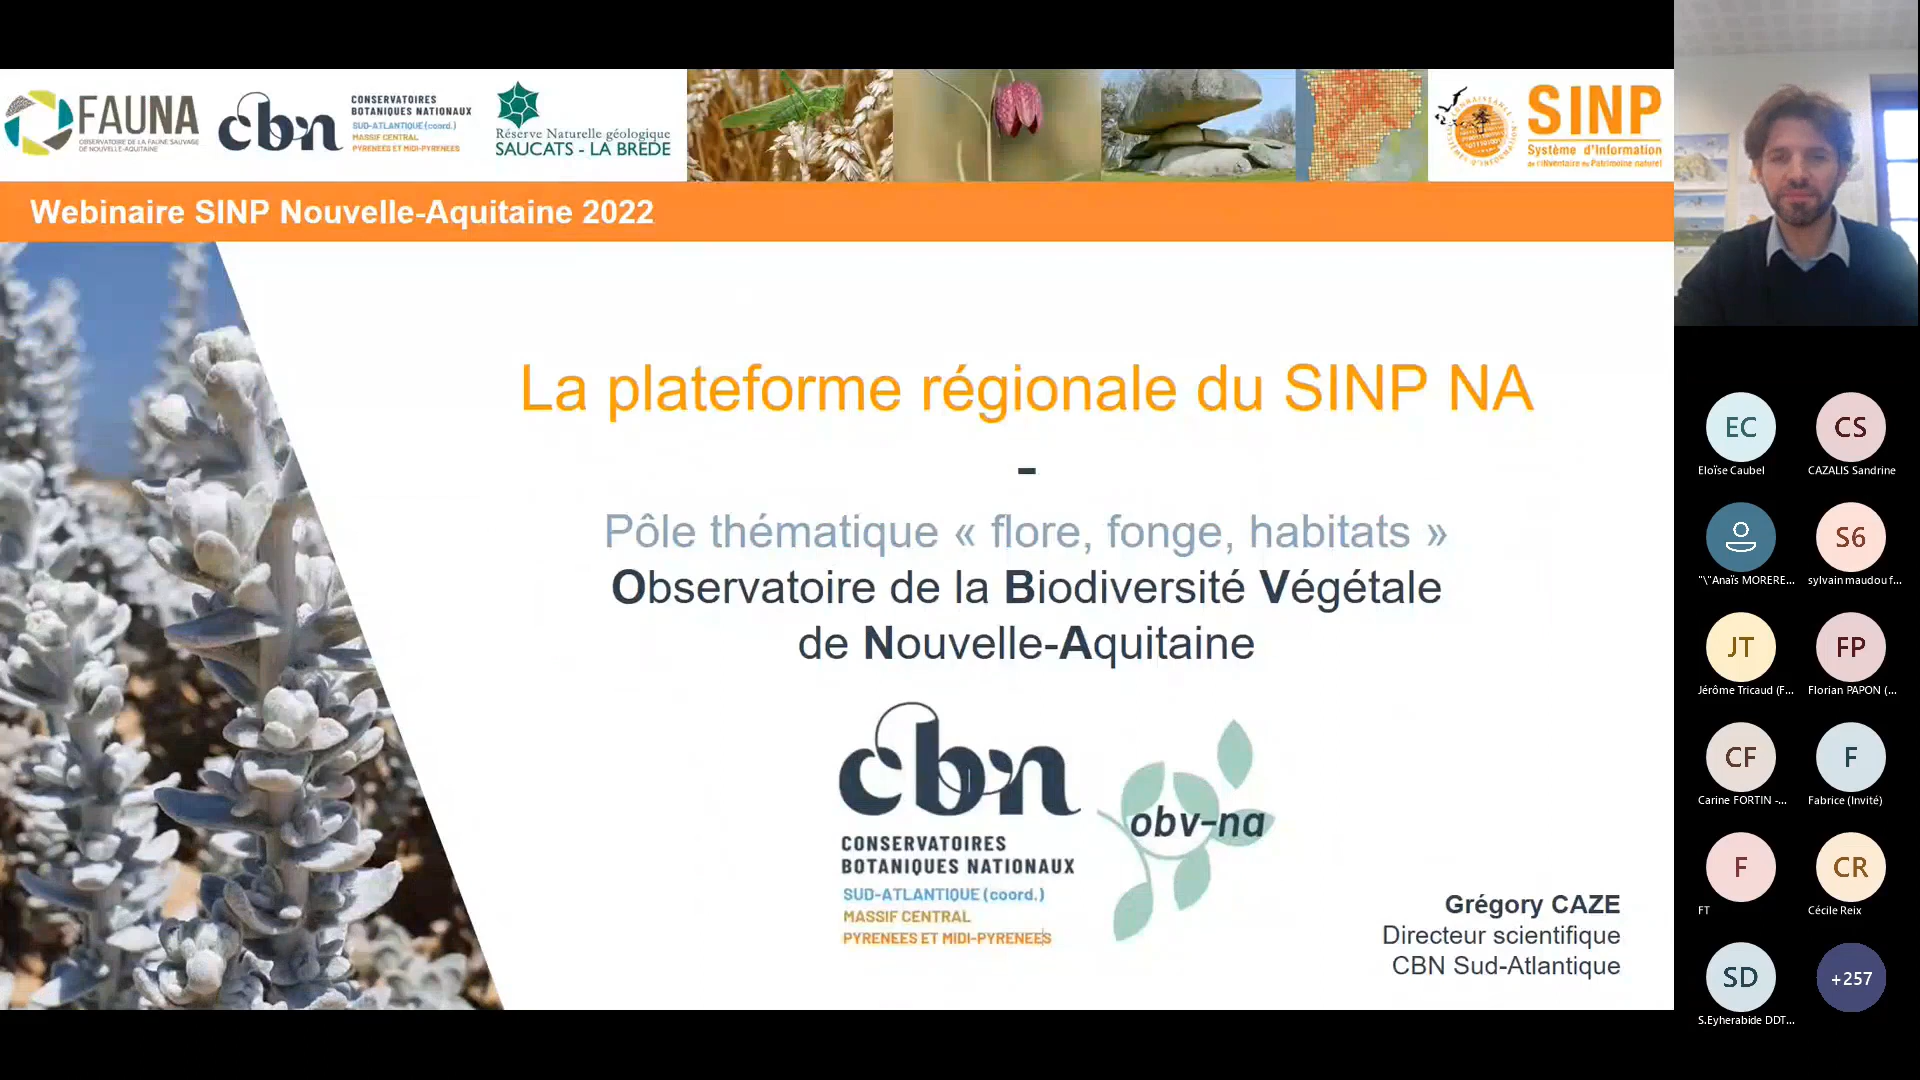 FAUNA
OBSERVATOIRE DE LA FAUNE SAUVAGE
DE NOUVELLE-AQUITAINE
cbn
CONSERVATOIRES
BOTANIQUES NATIONAUX
SUD-ATLANTIQUE (coord.)
MASSIF CENTRAL
PYRENEES ET MIDI-PYRENEES
Réserve Naturelle géologique
SAUCATS - LA BREDE
SINP
Système d'Information
de l'iNventaire du Patrimoine naturel
Webinaire SINP Nouvelle-Aquitaine 2022
La plateforme régionale du SINP NA
-
Pôle thématique « flore, fonge, habitats »
Observatoire de la Biodiversité Végétale
de Nouvelle-Aquitaine
cbn
CONSERVATOIRES
BOTANIQUES NATIONAUX
SUD-ATLANTIQUE (coord.)
MASSIF CENTRAL
PYRENEES ET MIDI-PYRENEES
obv-na
Grégory CAZE
Directeur scientifique
CBN Sud-Atlantique
EC
Eloïse Caubel
CS
CAZALIS Sandrine
"\"Anaïs MORERE...
S6
sylvain maudou f...
JT
Jérôme Tricaud (F...
FP
Florian PAPON (...
CF
Carine FORTIN -...
F
Fabrice (Invité)
F
FT
CR
Cécile Reix
SD
S.Eyherabide DDT...
+257